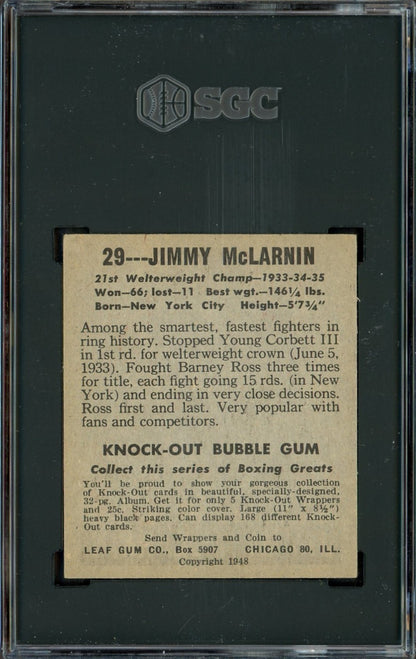 SGC
29---JIMMY McLARNIN
21st Welterweight Champ—1933-34-35
Won—66; lost—11 Best wgt.-146¼ lbs.
Born—New York City Height—5'7¾"
Among the smartest, fastest fighters in
ring history. Stopped Young Corbett III
in 1st rd. for welterweight crown (June 5,
1933). Fought Barney Ross three times
for title, each fight going 15 rds. (in New
York) and ending in very close decisions.
Ross first and last. Very popular with
fans and competitors.
KNOCK-OUT BUBBLE GUM
Collect this series of Boxing Greats
You'll be proud to show your gorgeous collection
of Knock-Out cards in beautiful, specially-designed,
32-pg. Album. Get it for only 5 Knock-Out Wrappers
and 25c. Striking color cover. Large (11" x 8½")
heavy black pages. Can display 168 different Knock-
Out cards.
Send Wrappers and Coin to
LEAF GUM CO., Box 5907 CHICAGO 80, ILL.
Copyright 1948